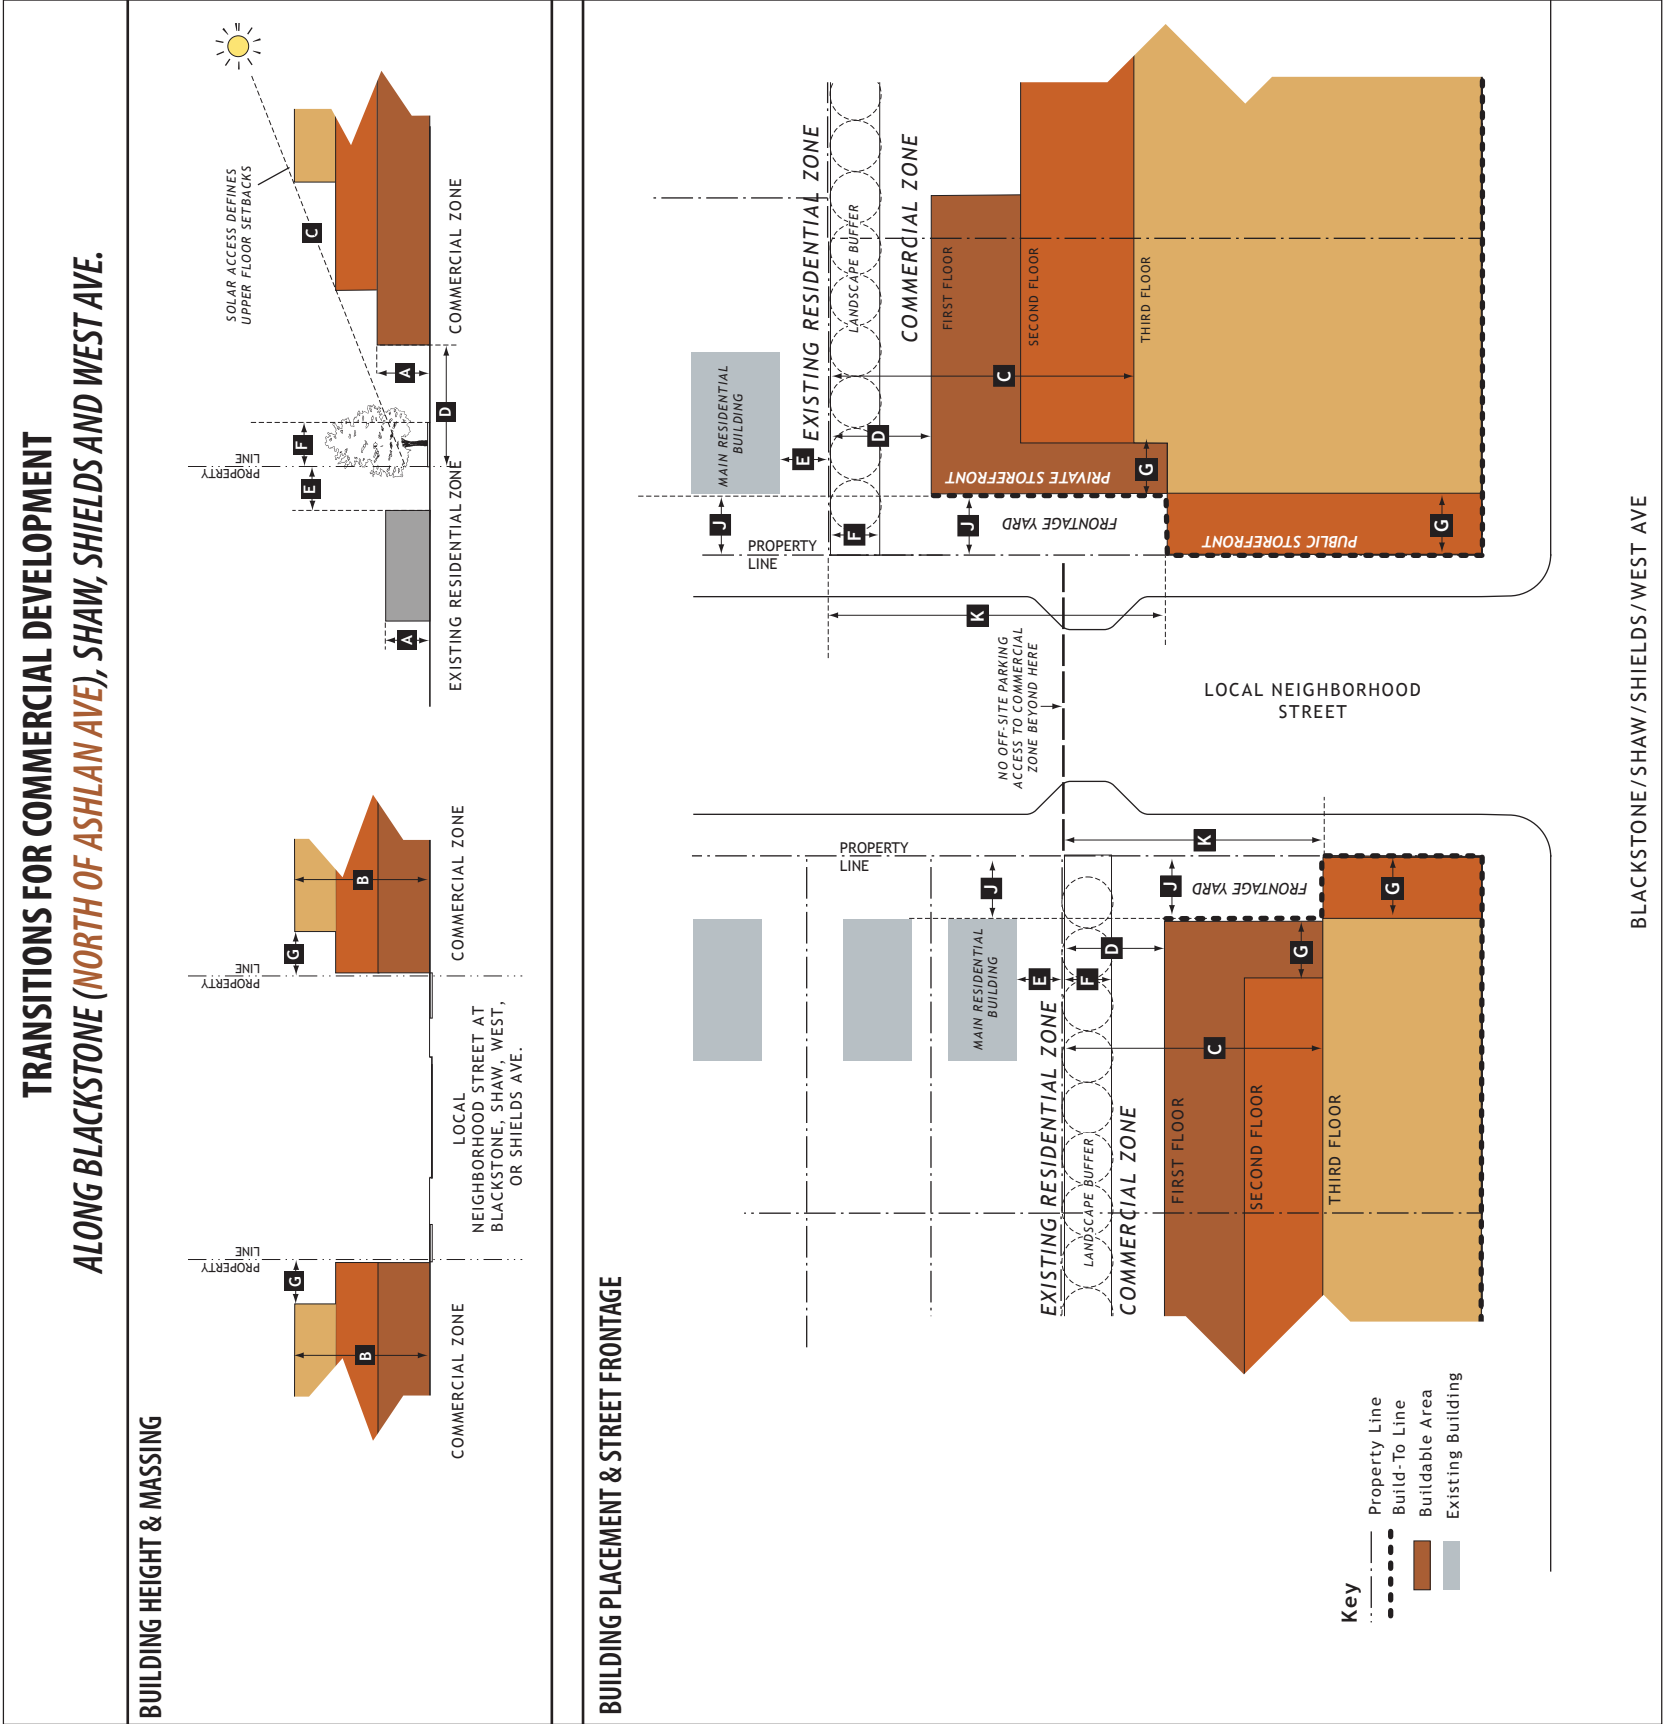 TRANSITIONS FOR COMMERCIAL DEVELOPMENT
ALONG BLACKSTONE (NORTH OF ASHLAN AVE), SHAW, SHIELDS AND WEST AVE.
BUILDING HEIGHT & MASSING
B
G
PROPERTY
LINE
COMMERCIAL ZONE
LOCAL
NEIGHBORHOOD STREET AT
BLACKSTONE, SHAW, WEST,
OR SHIELDS AVE.
PROPERTY
LINE
G
B
COMMERCIAL ZONE
A
E
PROPERTY
LINE
F
D
A
C
SOLAR ACCESS DEFINES
UPPER FLOOR SETBACKS
EXISTING RESIDENTIAL ZONE
COMMERCIAL ZONE
BUILDING PLACEMENT & STREET FRONTAGE
MAIN RESIDENTIAL
BUILDING
J
PROPERTY
LINE
EXISTING RESIDENTIAL ZONE
E
F
D
LANDSCAPE BUFFER
COMMERCIAL ZONE
C
FIRST FLOOR
SECOND FLOOR
THIRD FLOOR
J
FRONTAGE YARD
G
K
G
NO OFF-SITE PARKING
ACCESS TO COMMERCIAL
ZONE BEYOND HERE
LOCAL NEIGHBORHOOD
STREET
K
J
MAIN RESIDENTIAL
BUILDING
PROPERTY
LINE
E
EXISTING RESIDENTIAL ZONE
F
D
LANDSCAPE BUFFER
COMMERCIAL ZONE
C
J
FRONTAGE YARD
PRIVATE STOREFRONT
FIRST FLOOR
SECOND FLOOR
THIRD FLOOR
G
PUBLIC STOREFRONT
G
Key
Property Line
Build-To Line
Buildable Area
Existing Building
BLACKSTONE/SHAW/SHIELDS/WEST AVE